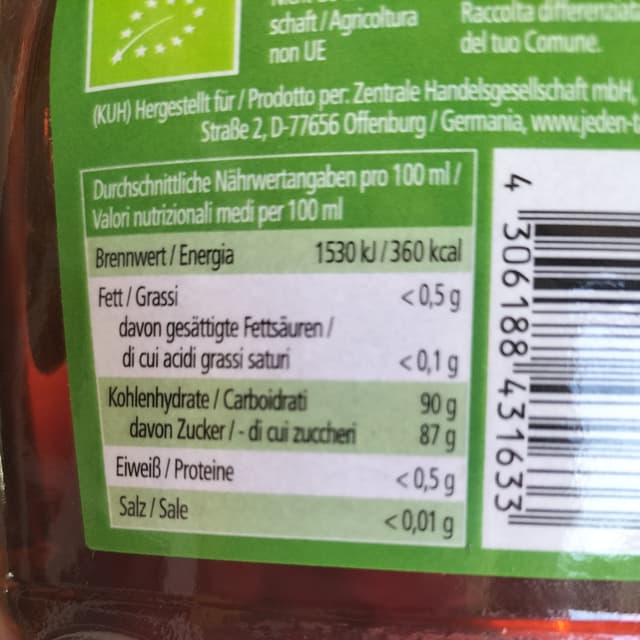 schaft / Agricoltura
non UE
Raccolta
del tuo Comune.
(KUH) Hergestellt für / Prodotto per: Zentrale Handelsgesellschaft mbH,
Straße 2, D-77656 Offenburg / Germania, www.jeden-t
Durchschnittliche Nährwertangaben pro 100 ml /
Valori nutrizionali medi per 100 ml
Brennwert / Energia 1530 kJ / 360 kcal
Fett / Grassi < 0,5 g
davon gesättigte Fettsäuren /
di cui acidi grassi saturi < 0,1 g
Kohlenhydrate / Carboidrati 90 g
davon Zucker / - di cui zuccheri 87 g
Eiweiß / Proteine < 0,5 g
Salz / Sale < 0,01 g
4 306188 431633